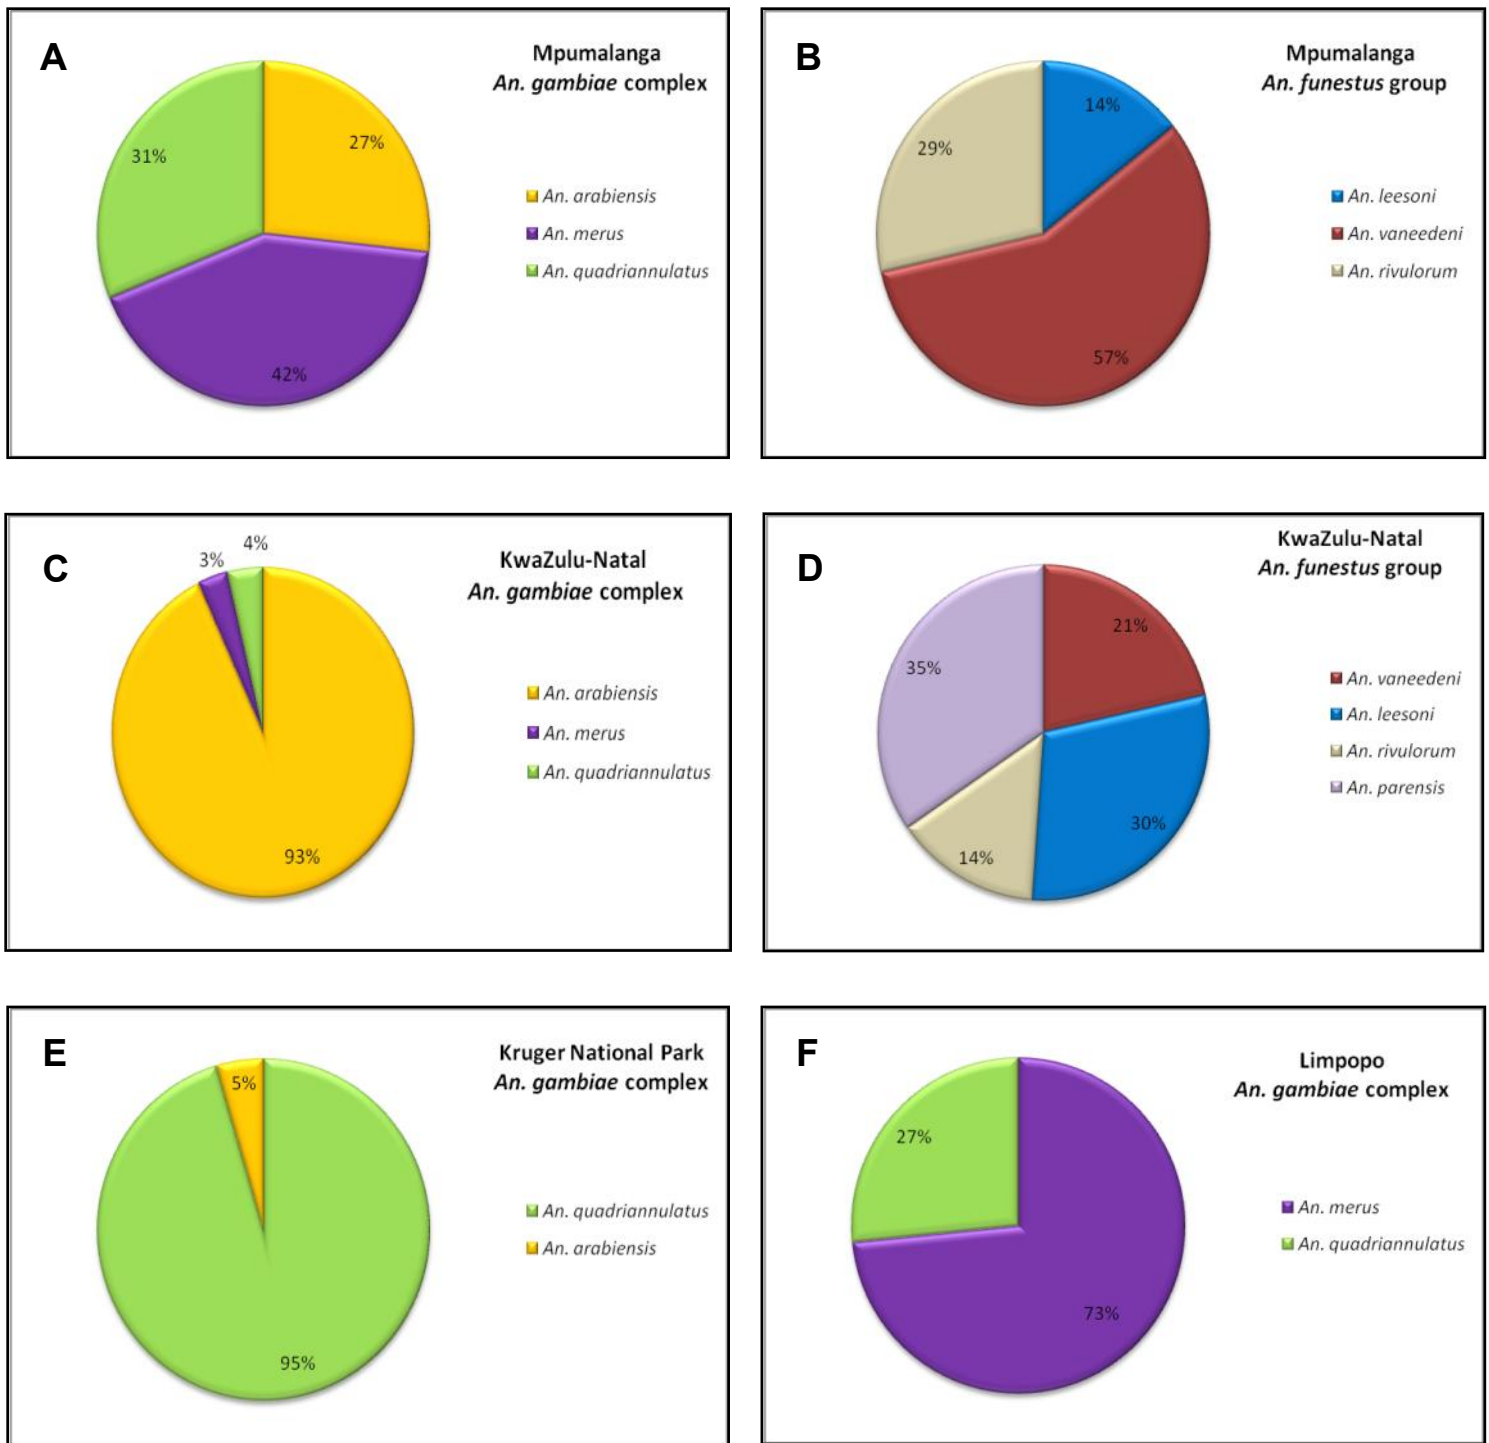 A
Mpumalanga
An. gambiae complex
31%
27%
42%
An. arabiensis
An. merus
An. quadriannulatus
B
Mpumalanga
An. funestus group
14%
29%
57%
An. leesoni
An. vaneedeni
An. rivulorum
C
KwaZulu-Natal
An. gambiae complex
3%
4%
93%
An. arabiensis
An. merus
An. quadriannulatus
D
KwaZulu-Natal
An. funestus group
21%
35%
30%
14%
An. vaneedeni
An. leesoni
An. rivulorum
An. parensis
E
Kruger National Park
An. gambiae complex
5%
95%
An. quadriannulatus
An. arabiensis
F
Limpopo
An. gambiae complex
27%
73%
An. merus
An. quadriannulatus